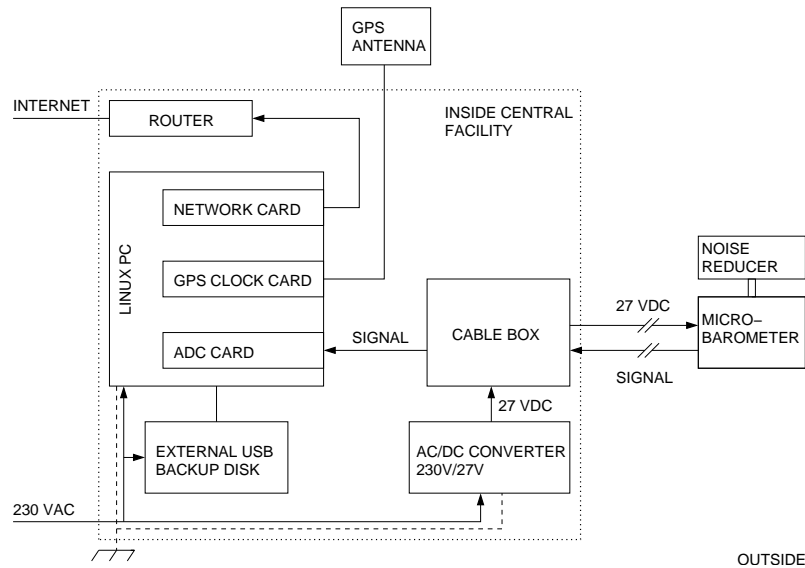 GPS
ANTENNA
INTERNET
ROUTER
INSIDE CENTRAL
FACILITY
LINUX PC
NETWORK CARD
GPS CLOCK CARD
ADC CARD
SIGNAL
CABLE BOX
27 VDC
NOISE
REDUCER
MICRO–
BAROMETER
SIGNAL
27 VDC
EXTERNAL USB
BACKUP DISK
AC/DC CONVERTER
230V/27V
230 VAC
OUTSIDE